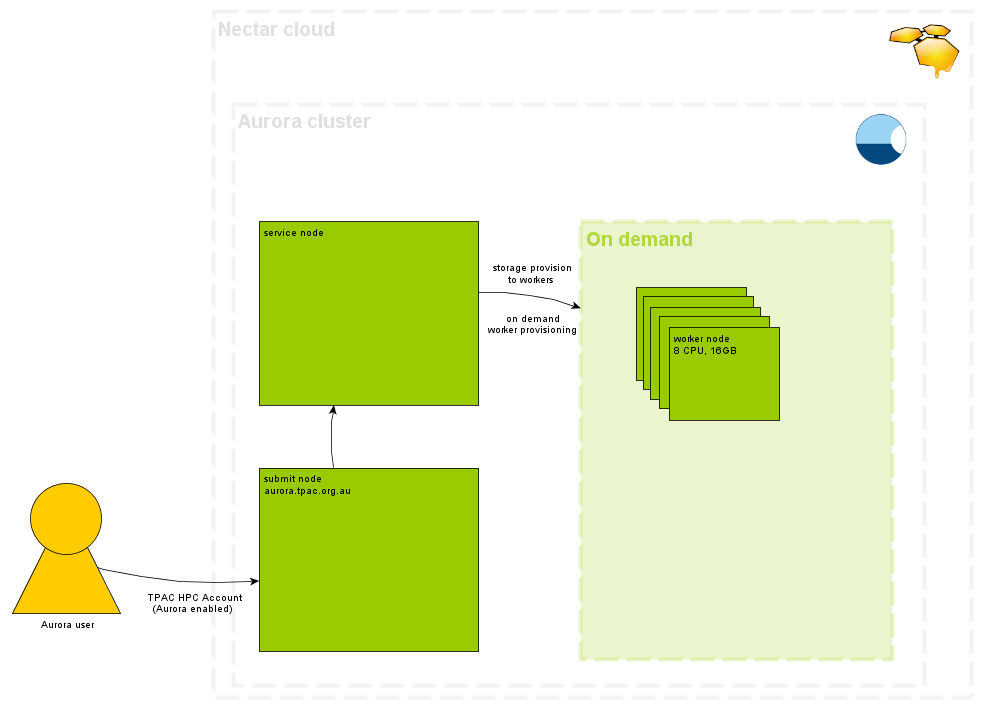 Nectar cloud
Aurora cluster
service node
storage provision
to workers
on demand
worker provisioning
On demand
worker node
8 CPU, 16GB
submit node
aurora.tpac.org.au
TPAC HPC Account
(Aurora enabled)
Aurora user